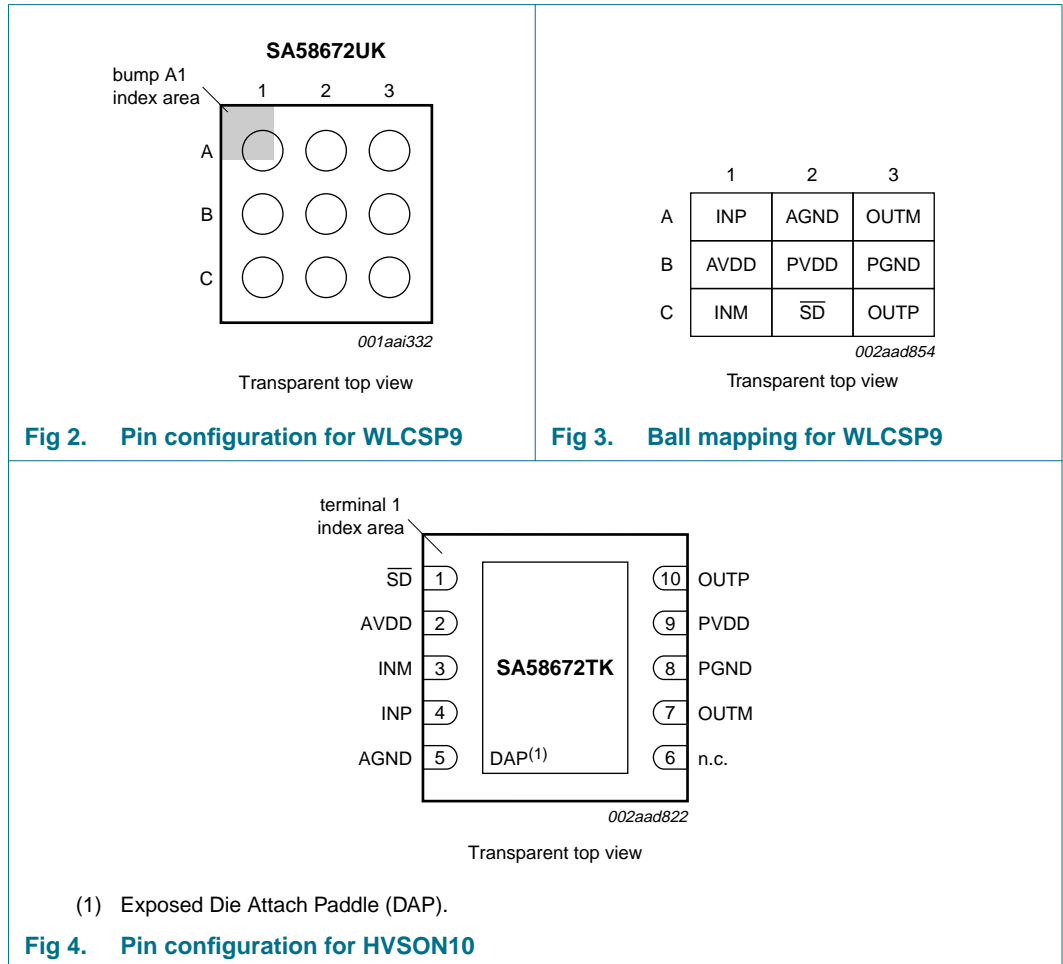 SA58672UK
bump A1
index area
1 2 3
A
B
C
001aai332
Transparent top view
Fig 2. Pin configuration for WLCSP9
1 2 3
A INP AGND OUTM
B AVDD PVDD PGND
C INM SD OUTP
002aad854
Transparent top view
Fig 3. Ball mapping for WLCSP9
terminal 1
index area
SD 1 10 OUTP
AVDD 2 9 PVDD
INM 3 SA58672TK 8 PGND
INP 4 7 OUTM
AGND 5 DAP(1) 6 n.c.
002aad822
Transparent top view
(1) Exposed Die Attach Paddle (DAP).
Fig 4. Pin configuration for HVSON10